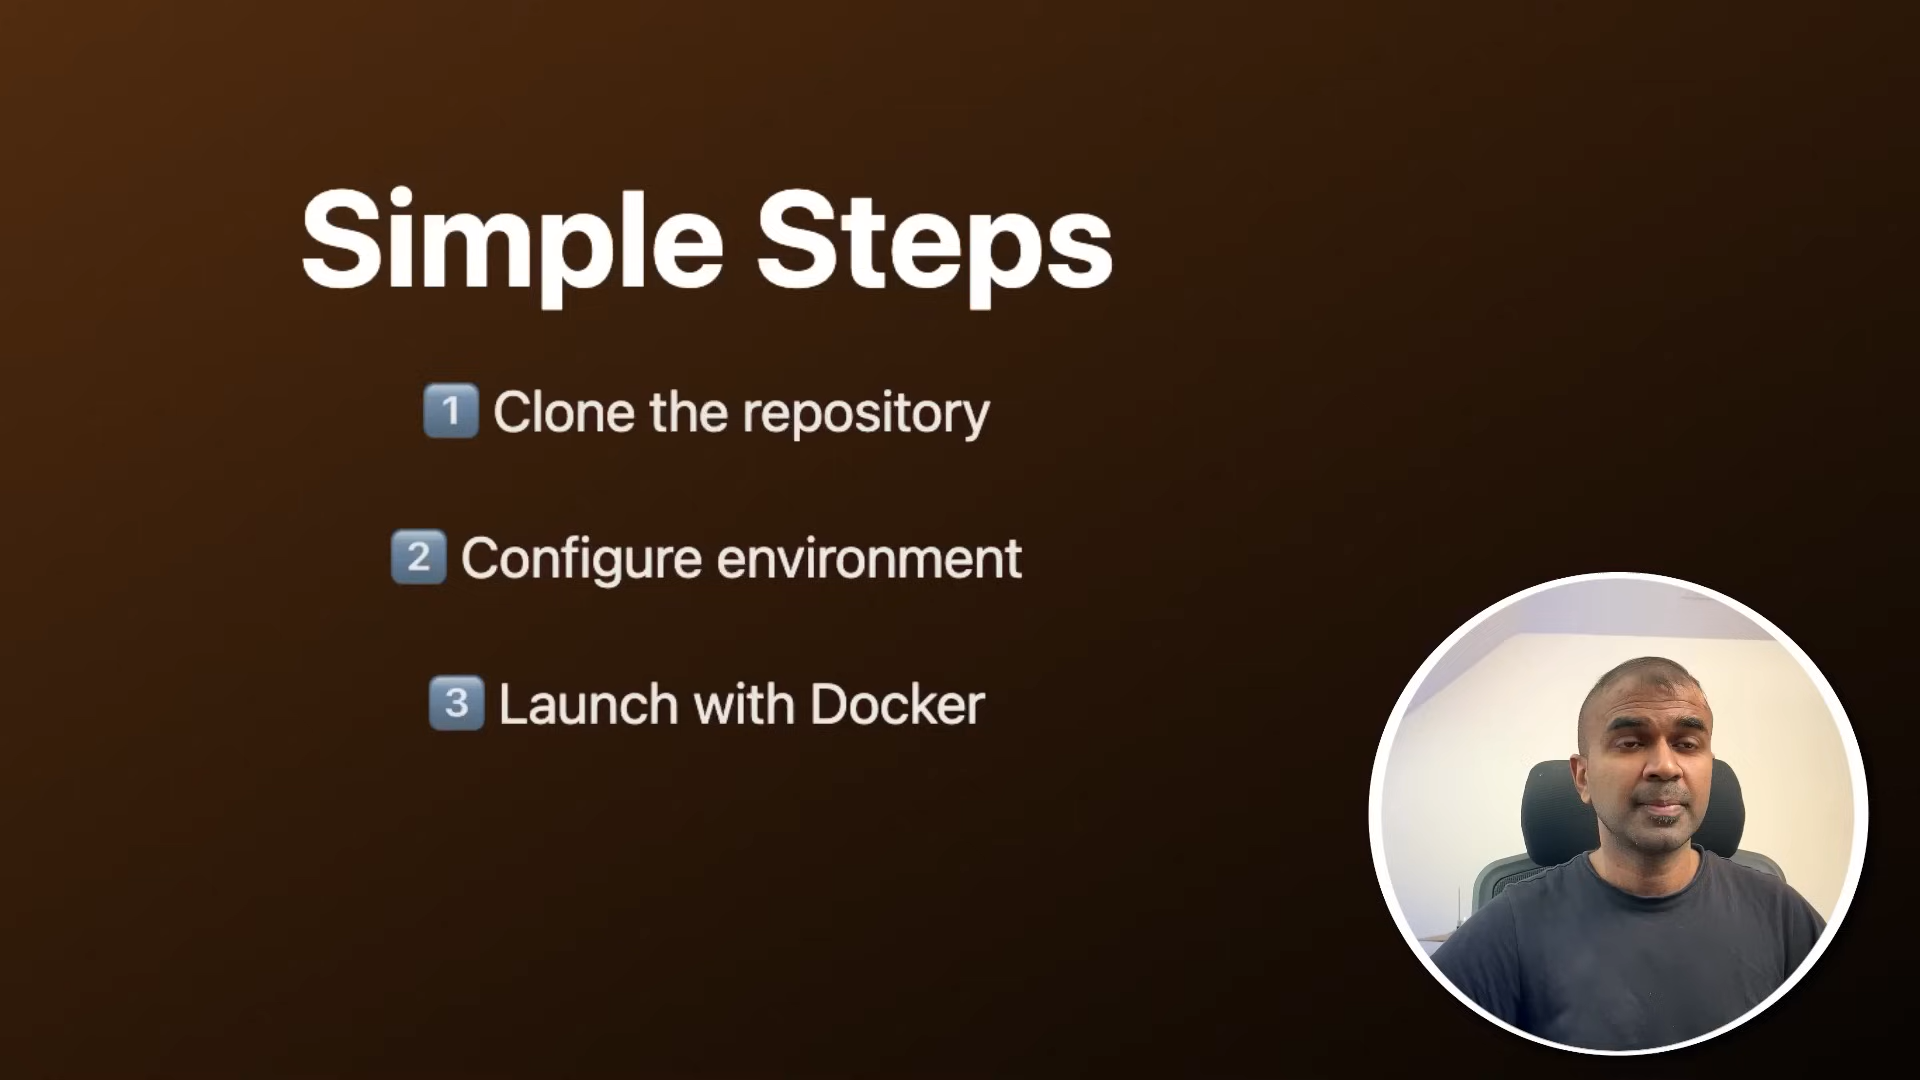 Simple Steps
1 Clone the repository
2 Configure environment
3 Launch with Docker